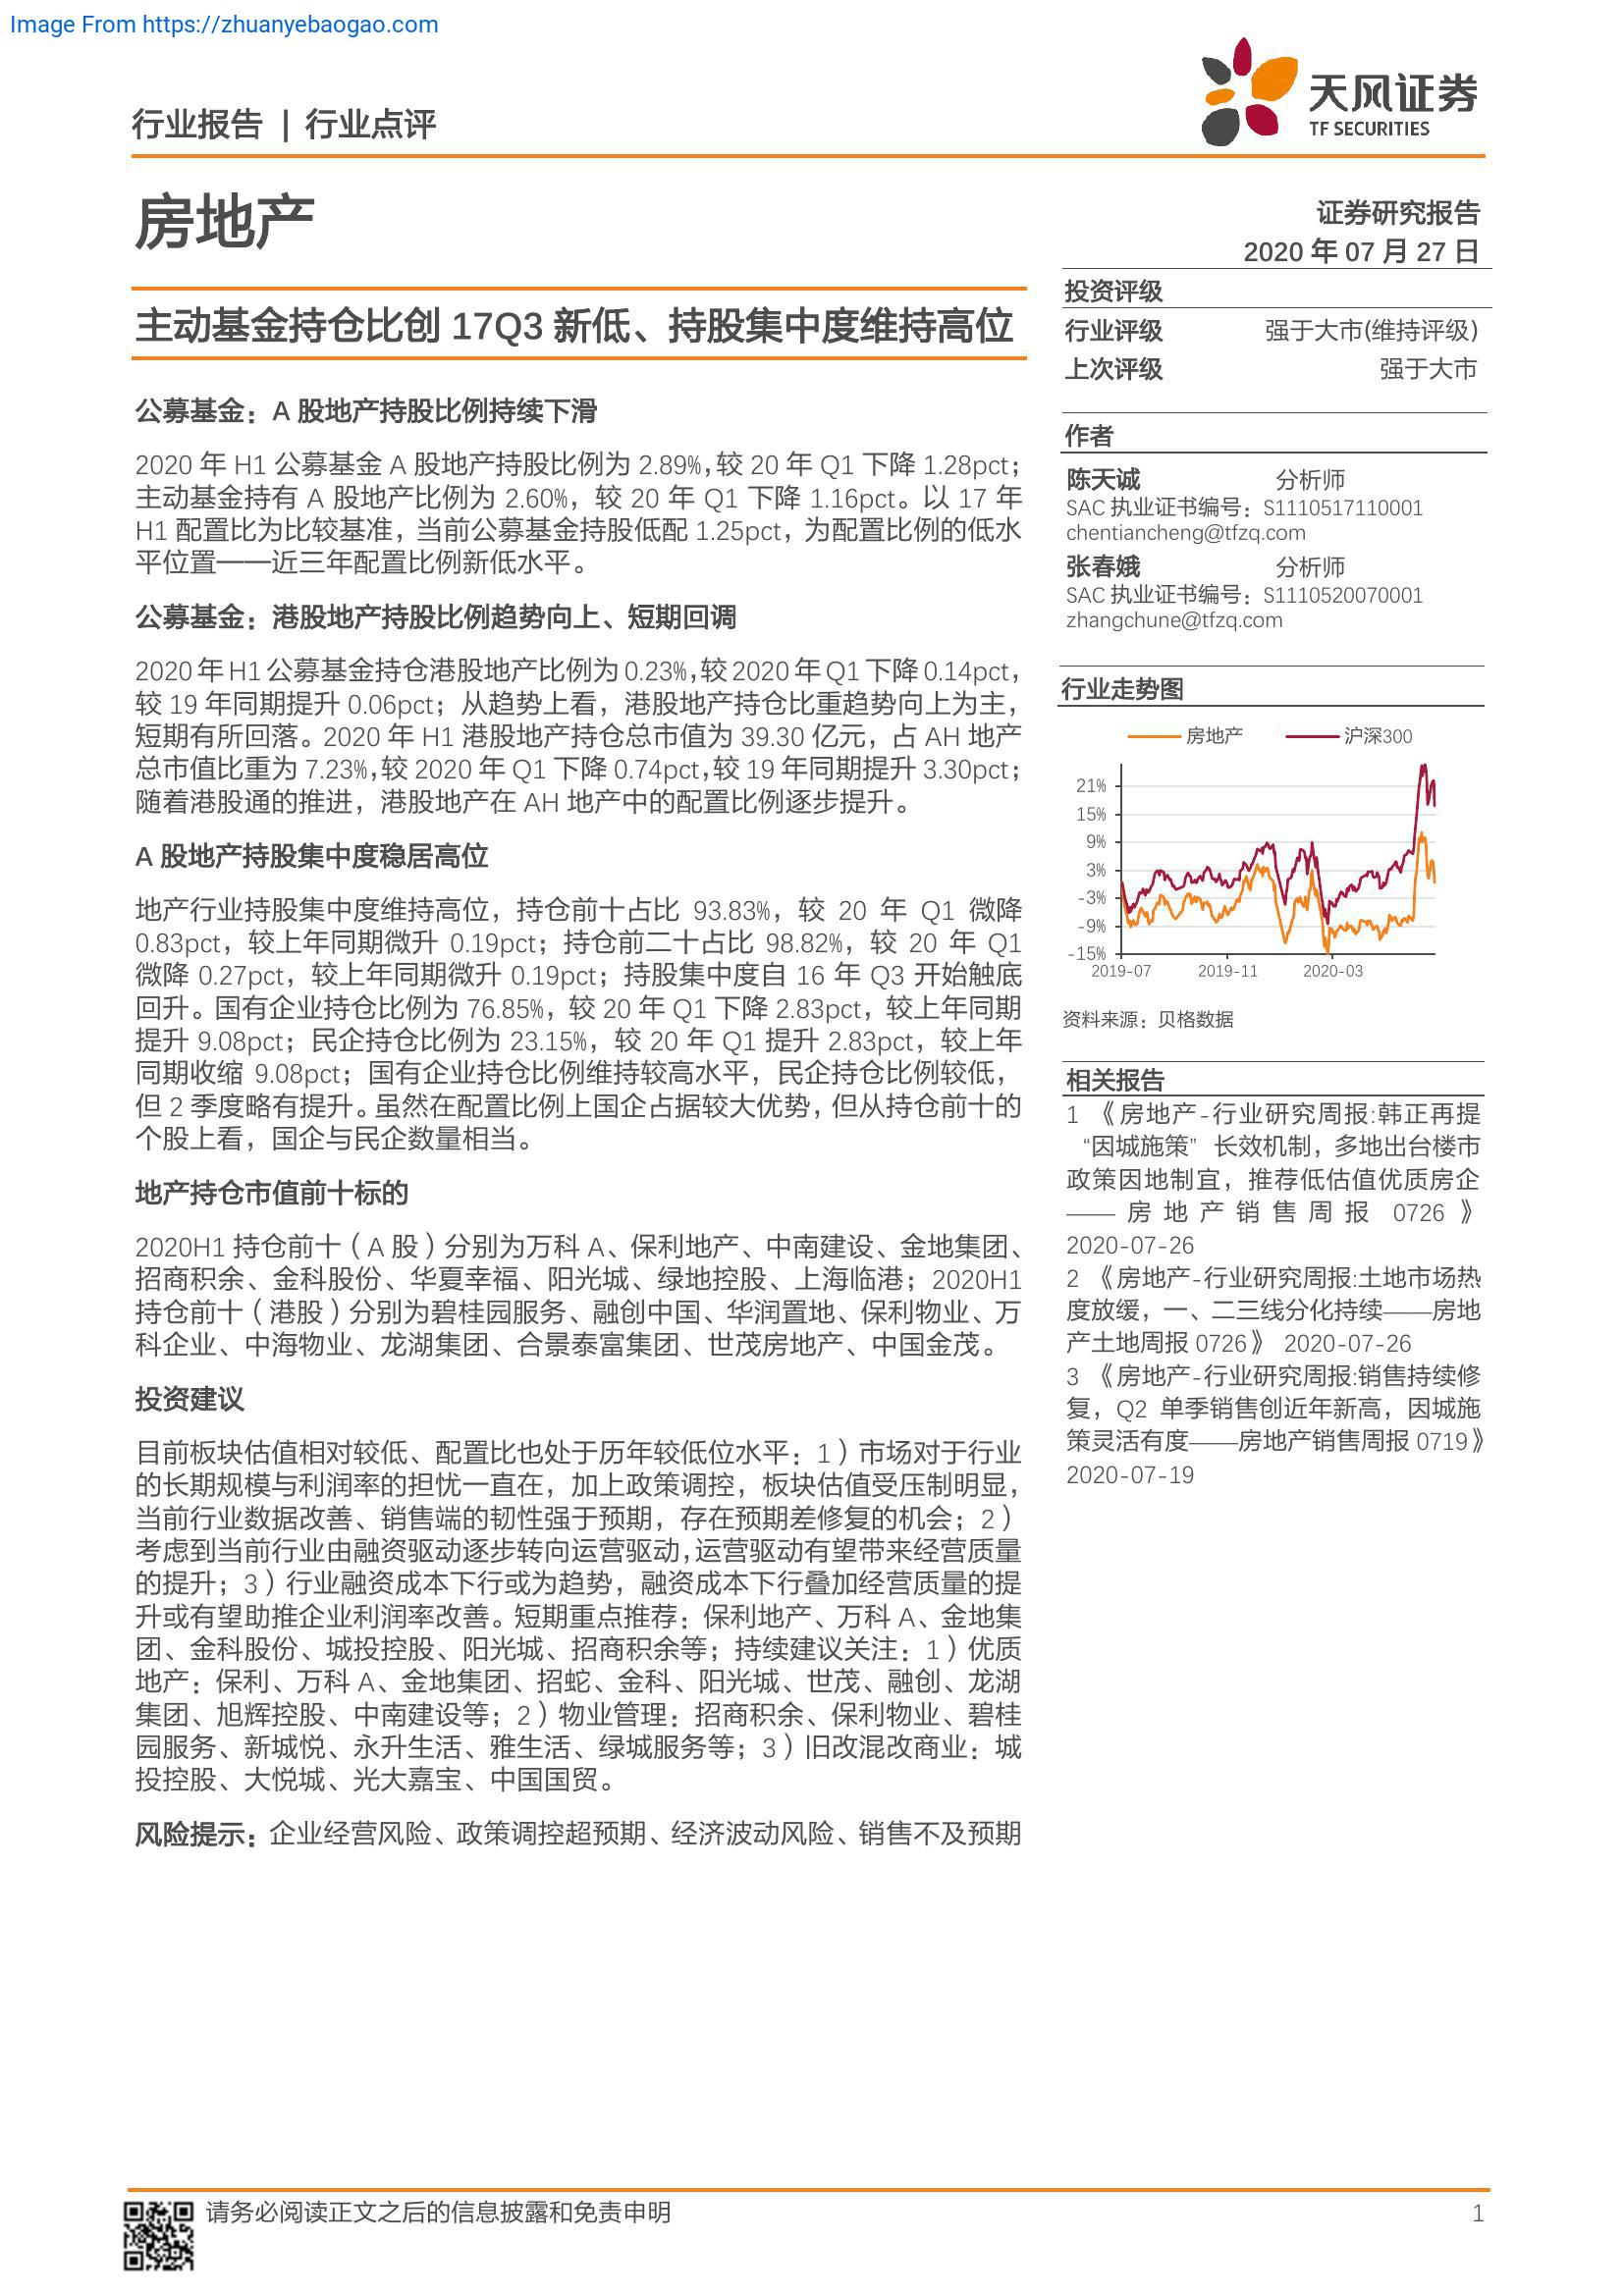 Image From https://zhuanyebaogao.com
天风证券
TF SECURITIES
行业报告 | 行业点评
房地产
证券研究报告
2020 年 07 月 27 日
主动基金持仓比创 17Q3 新低、持股集中度维持高位
公募基金：A 股地产持股比例持续下滑
2020 年 H1 公募基金 A 股地产持股比例为 2.89%，较 20 年 Q1 下降 1.28pct；
主动基金持有 A 股地产比例为 2.60%，较 20 年 Q1 下降 1.16pct。以 17 年
H1 配置比为比较基准，当前公募基金持股低配 1.25pct，为配置比例的低水
平位置——近三年配置比例新低水平。
公募基金：港股地产持股比例趋势向上、短期回调
2020 年 H1 公募基金持仓港股地产比例为 0.23%，较 2020 年 Q1 下降 0.14pct，
较 19 年同期提升 0.06pct；从趋势上看，港股地产持仓比重趋势向上为主，
短期有所回落。2020 年 H1 港股地产持仓总市值为 39.30 亿元，占 AH 地产
总市值比重为 7.23%，较 2020 年 Q1 下降 0.74pct，较 19 年同期提升 3.30pct；
随着港股通的推进，港股地产在 AH 地产中的配置比例逐步提升。
A 股地产持股集中度稳居高位
地产行业持股集中度维持高位，持仓前十占比 93.83%，较 20 年 Q1 微降
0.83pct，较上年同期微升 0.19pct；持仓前二十占比 98.82%，较 20 年 Q1
微降 0.27pct，较上年同期微升 0.19pct；持股集中度自 16 年 Q3 开始触底
回升。国有企业持仓比例为 76.85%，较 20 年 Q1 下降 2.83pct，较上年同期
提升 9.08pct；民企持仓比例为 23.15%，较 20 年 Q1 提升 2.83pct，较上年
同期收缩 9.08pct；国有企业持仓比例维持较高水平，民企持仓比例较低，
但 2 季度略有提升。虽然在配置比例上国企占据较大优势，但从持仓前十的
个股上看，国企与民企数量相当。
地产持仓市值前十标的
2020H1 持仓前十（A 股）分别为万科 A、保利地产、中南建设、金地集团、
招商积余、金科股份、华夏幸福、阳光城、绿地控股、上海临港；2020H1
持仓前十（港股）分别为碧桂园服务、融创中国、华润置地、保利物业、万
科企业、中海物业、龙湖集团、合景泰富集团、世茂房地产、中国金茂。
投资建议
目前板块估值相对较低、配置比也处于历年较低位水平：1）市场对于行业
的长期规模与利润率的担忧一直在，加上政策调控，板块估值受压制明显，
当前行业数据改善、销售端的韧性强于预期，存在预期差修复的机会；2）
考虑到当前行业由融资驱动逐步转向运营驱动，运营驱动有望带来经营质量
的提升；3）行业融资成本下行或为趋势，融资成本下行叠加经营质量的提
升或有望助推企业利润率改善。短期重点推荐：保利地产、万科 A、金地集
团、金科股份、城投控股、阳光城、招商积余等；持续建议关注：1）优质
地产：保利、万科 A、金地集团、招蛇、金科、阳光城、世茂、融创、龙湖
集团、旭辉控股、中南建设等；2）物业管理：招商积余、保利物业、碧桂
园服务、新城悦、永升生活、雅生活、绿城服务等；3）旧改混改商业：城
投控股、大悦城、光大嘉宝、中国国贸。
风险提示：企业经营风险、政策调控超预期、经济波动风险、销售不及预期
投资评级
行业评级 强于大市(维持评级)
上次评级 强于大市
作者
陈天诚 分析师
SAC 执业证书编号：S1110517110001
chentiancheng@tfzq.com
张春娥 分析师
SAC 执业证书编号：S1110520070001
zhangchune@tfzq.com
行业走势图
房地产 沪深300
21%
15%
9%
3%
-3%
-9%
-15%
2019-07 2019-11 2020-03
资料来源：贝格数据
相关报告
1 《房地产-行业研究周报:韩正再提
“因城施策” 长效机制，多地出台楼市
政策因地制宜，推荐低估值优质房企
——房地产销售周报 0726》
2020-07-26
2 《房地产-行业研究周报:土地市场热
度放缓，一、二三线分化持续——房地
产土地周报 0726》 2020-07-26
3 《房地产-行业研究周报:销售持续修
复，Q2 单季销售创近年新高，因城施
策灵活有度——房地产销售周报 0719》
2020-07-19
请务必阅读正文之后的信息披露和免责申明
1